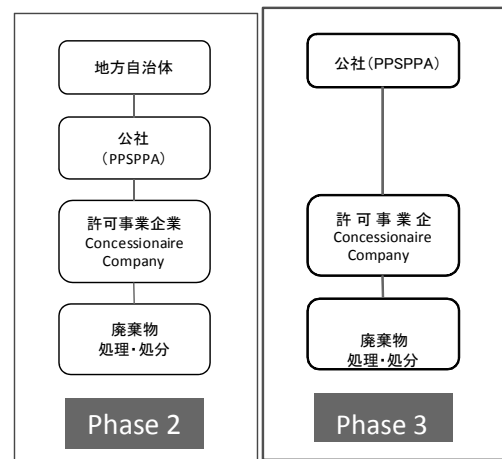 地方自治体
公社
(PPSPPA)
許可事業企業
Concessionaire
Company
廃棄物
処理・処分
Phase 2
公社(PPSPPA)
許可事業企
Concessionaire
Company
廃棄物
処理・処分
Phase 3